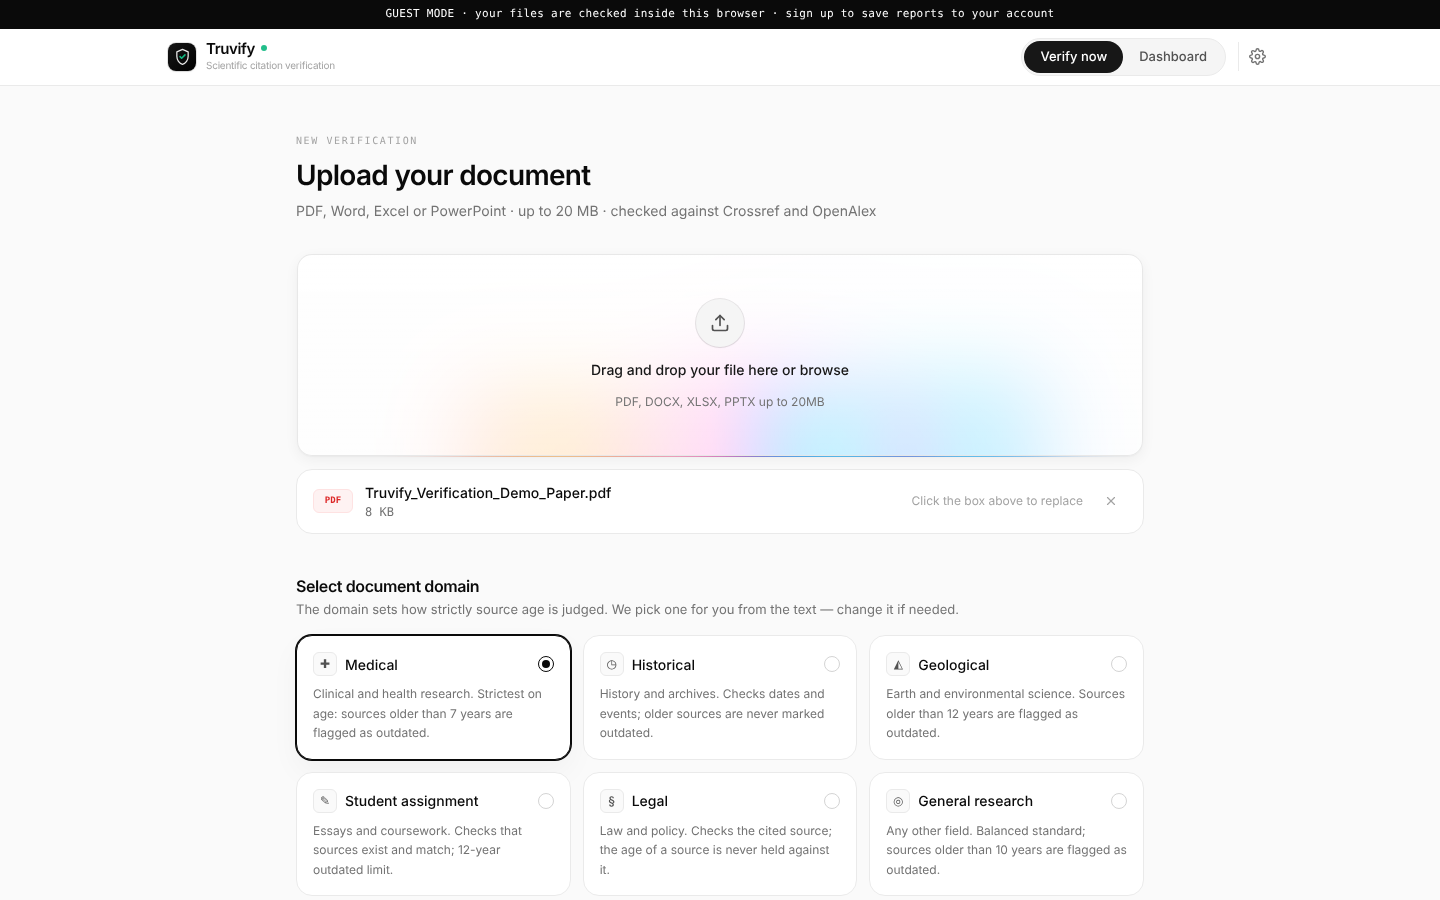 GUEST MODE · your files are checked inside this browser · sign up to save reports to your account
Truvify
Scientific citation verification
Verify now
Dashboard
NEW VERIFICATION
Upload your document
PDF, Word, Excel or PowerPoint · up to 20 MB · checked against Crossref and OpenAlex
Drag and drop your file here or browse
PDF, DOCX, XLSX, PPTX up to 20MB
PDF
Truvify_Verification_Demo_Paper.pdf
8 KB
Click the box above to replace
Select document domain
The domain sets how strictly source age is judged. We pick one for you from the text — change it if needed.
Medical
Clinical and health research. Strictest on
age: sources older than 7 years are
flagged as outdated.
Historical
History and archives. Checks dates and
events; older sources are never marked
outdated.
Geological
Earth and environmental science. Sources
older than 12 years are flagged as
outdated.
Student assignment
Essays and coursework. Checks that
sources exist and match; 12-year
outdated limit.
§
Legal
Law and policy. Checks the cited source;
the age of a source is never held against
it.
General research
Any other field. Balanced standard;
sources older than 10 years are flagged as
outdated.